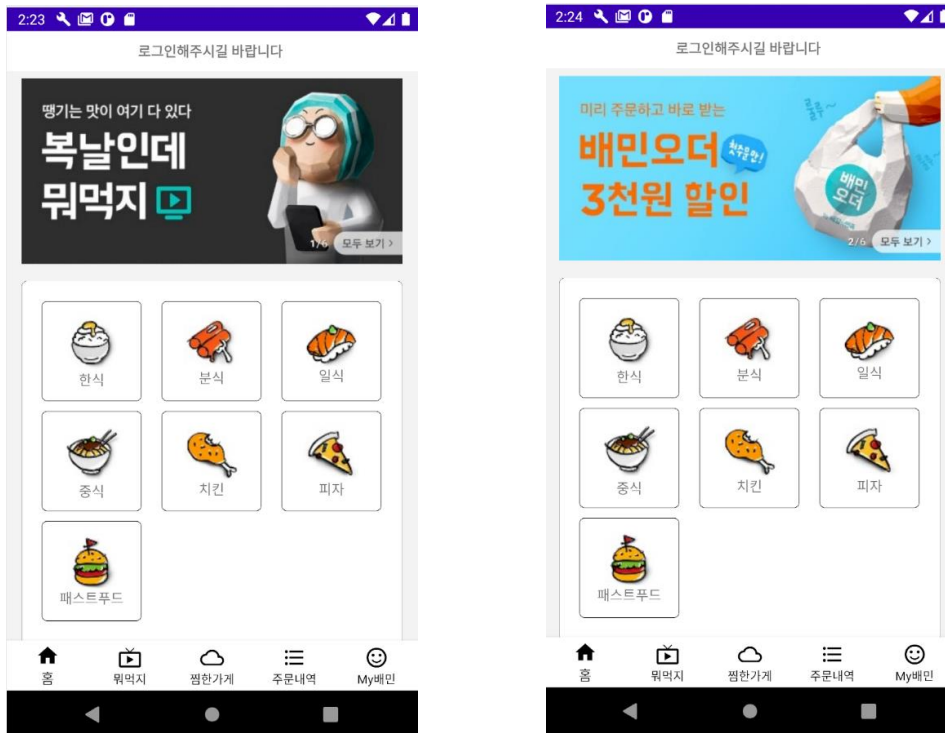 2:23
로그인해주시길 바랍니다
땡기는 맛이 여기 다 있다
복날인데
뭐먹지
1/6 모두 보기 >
한식 분식 일식
중식 치킨 피자
패스트푸드
홈 뭐먹지 찜한가게 주문내역 My배민
2:24
로그인해주시길 바랍니다
미리 주문하고 바로 받는
배민오더 첫주문만!
3천원 할인
배민
오더
2/6 모두 보기 >
한식 분식 일식
중식 치킨 피자
패스트푸드
홈 뭐먹지 찜한가게 주문내역 My배민